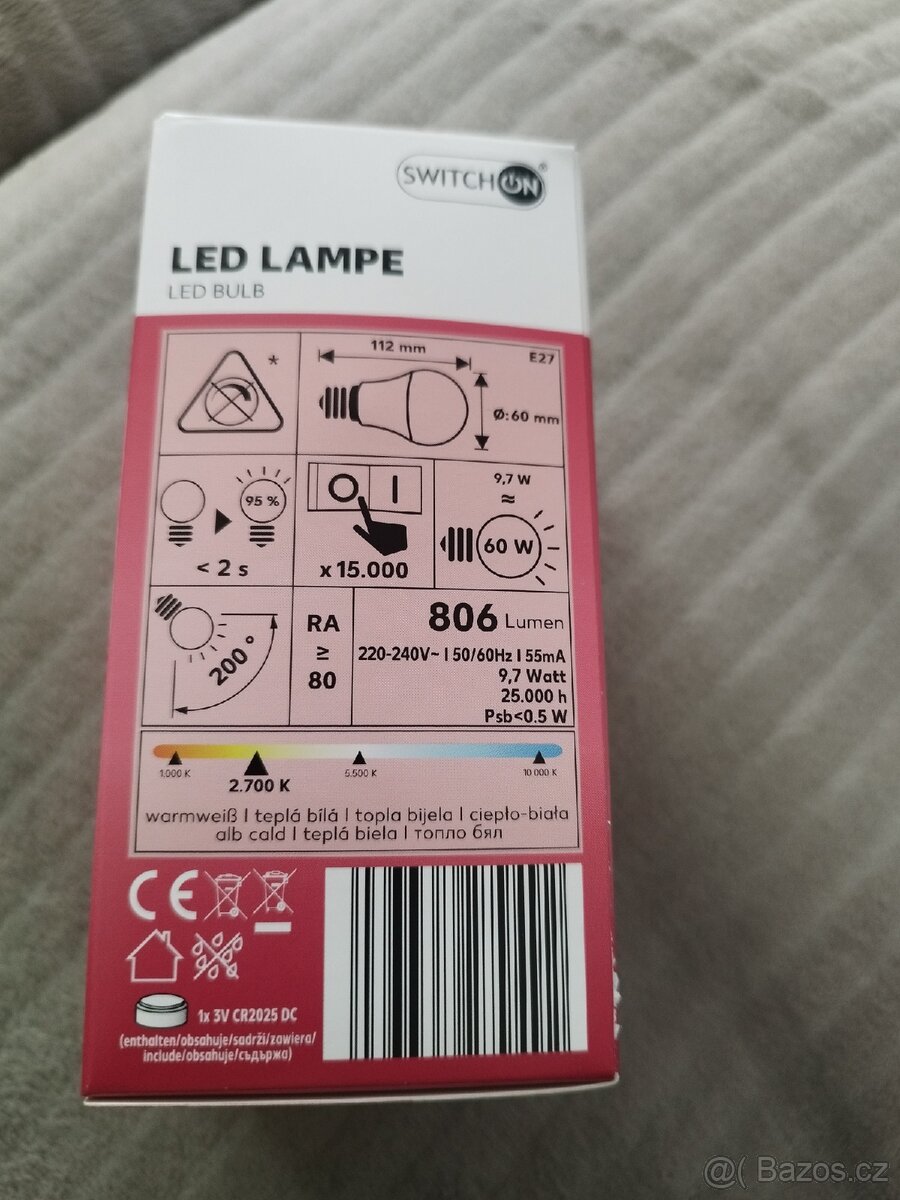 SWITCH ON ®
LED LAMPE
LED BULB
*
112 mm
E27
Ø:60 mm
95 %
< 2 s
x 15.000
9,7 W
≈
60 W
200°
RA
≥
80
806 Lumen
220-240V~ | 50/60Hz | 55mA
9,7 Watt
25.000 h
Psb<0.5 W
1.000 K
2.700 K
5.500 K
10 000 K
warmweiß | teplá bílá | topla bijela | ciepło-biała
alb cald | teplá biela | топло бял
CE
1x 3V CR2025 DC
(enthalten/obsahuje/sadrži/zawiera/
include/obsahuje/съдържа)
@( Bazos.cz